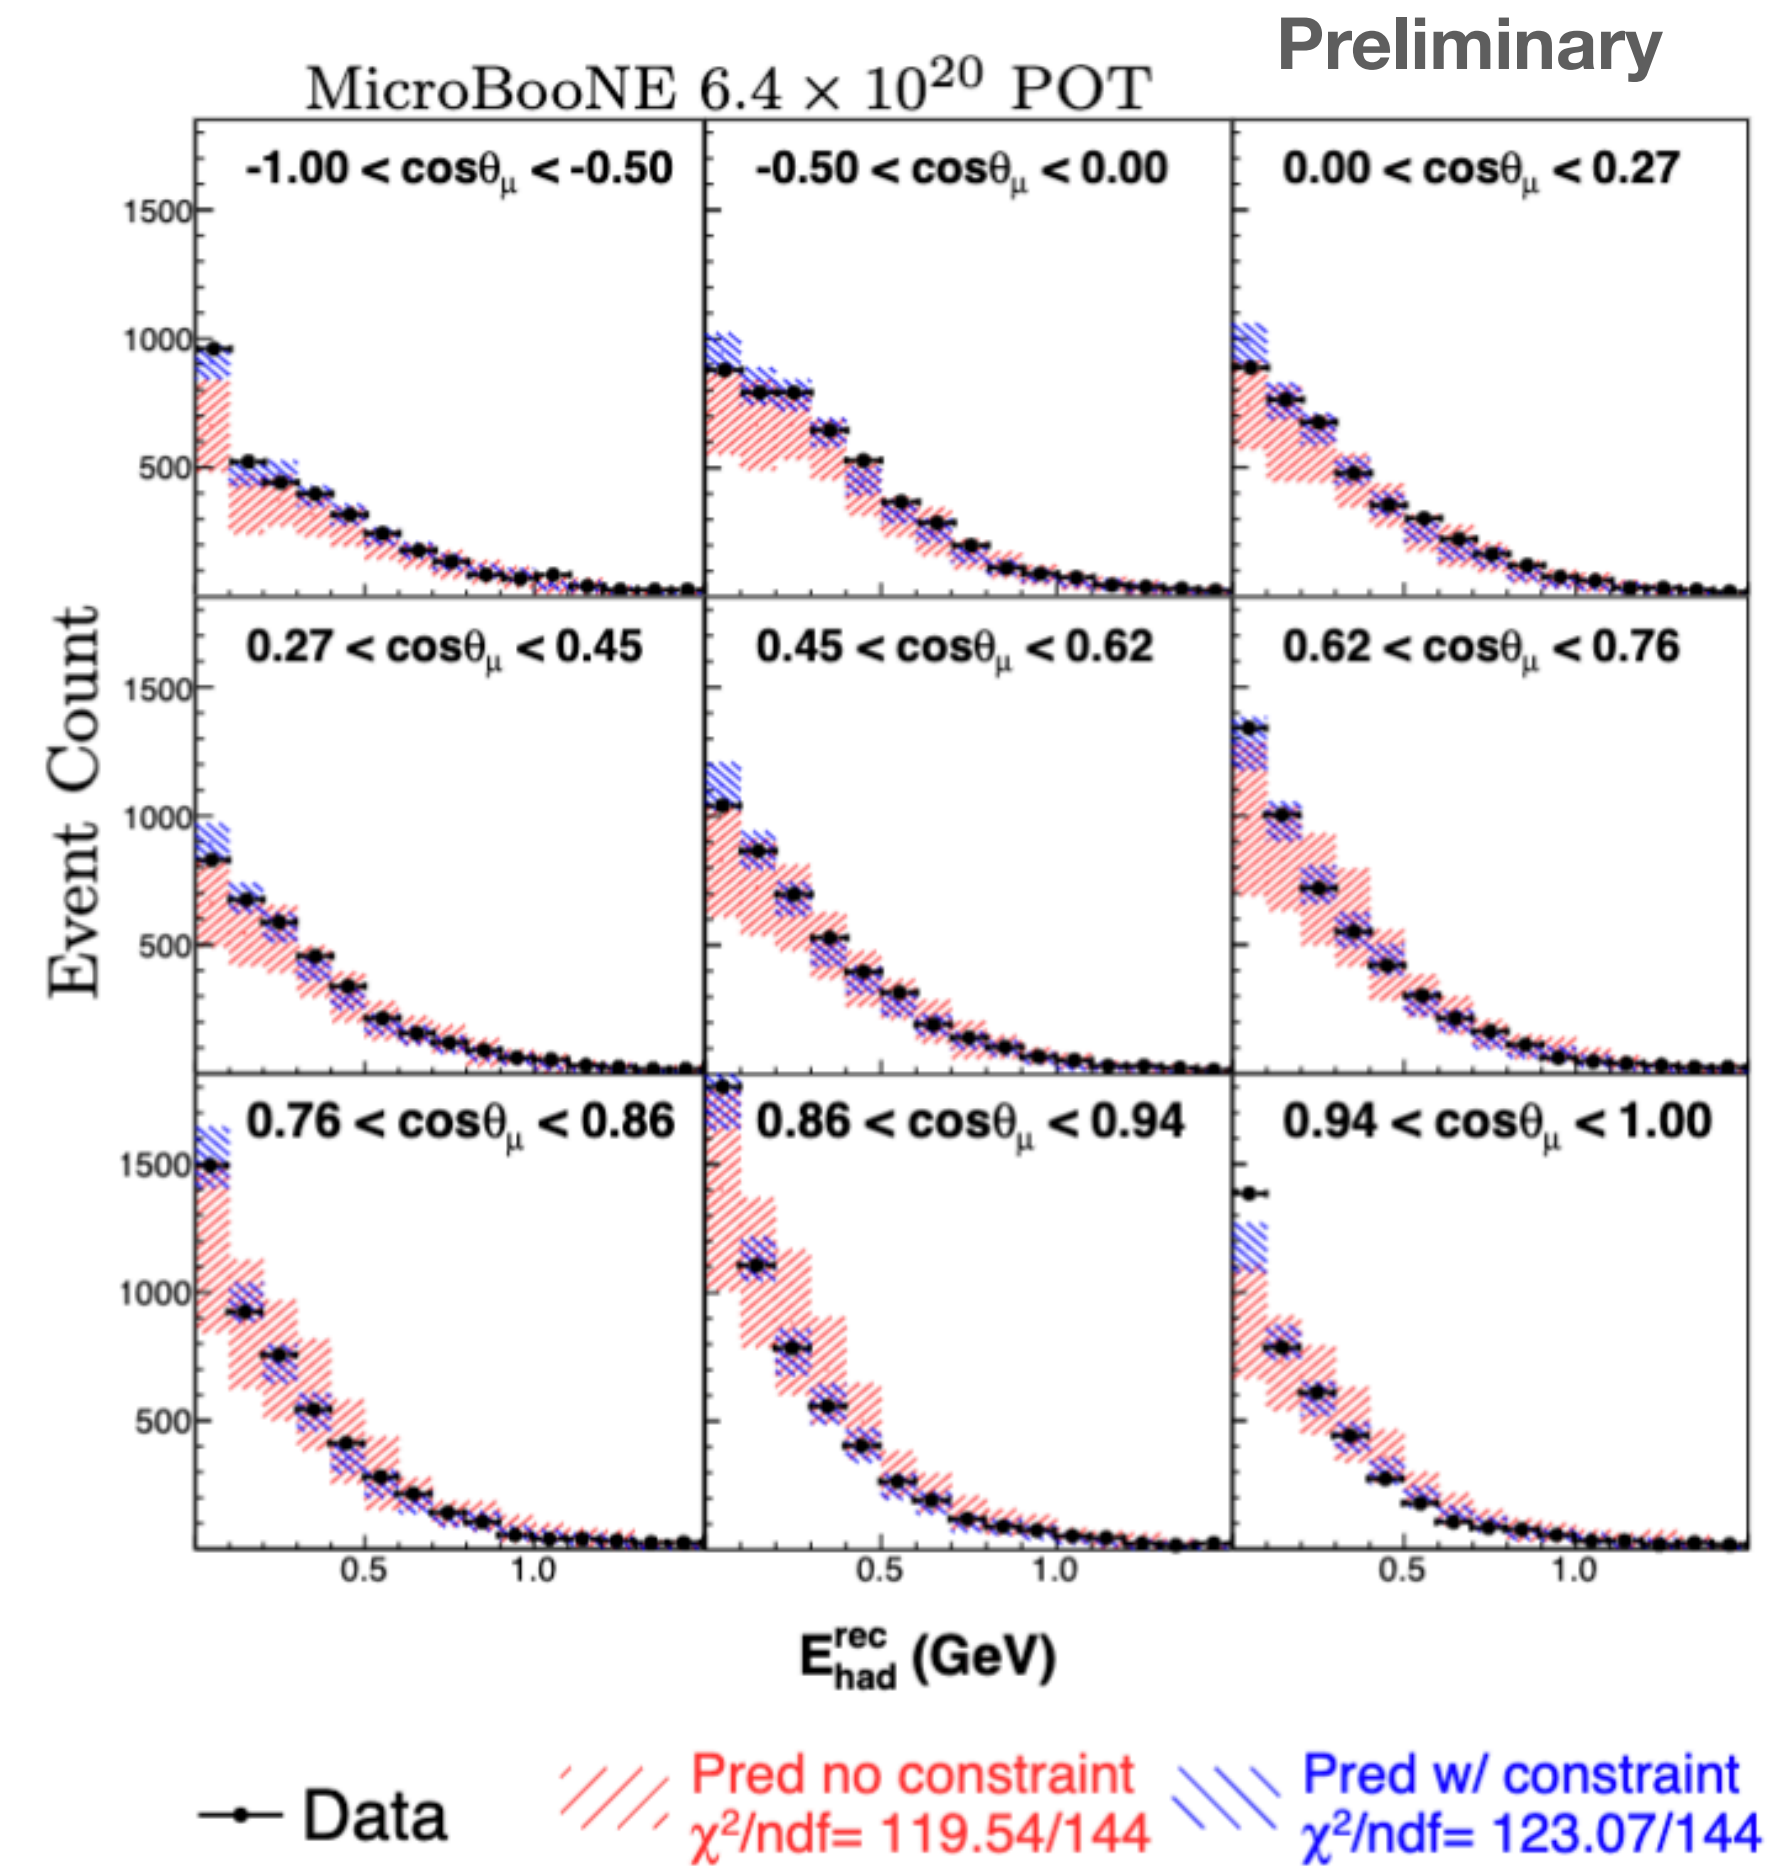 Preliminary
MicroBooNE 6.4 × 10²⁰ POT
-1.00 < cosθμ < -0.50
-0.50 < cosθμ < 0.00
0.00 < cosθμ < 0.27
1500
1000
500
0.27 < cosθμ < 0.45
0.45 < cosθμ < 0.62
0.62 < cosθμ < 0.76
1500
1000
500
0.76 < cosθμ < 0.86
0.86 < cosθμ < 0.94
0.94 < cosθμ < 1.00
1500
1000
500
Event Count
0.5 1.0 0.5 1.0 0.5 1.0
E rec had (GeV)
Data
Pred no constraint
χ²/ndf= 119.54/144
Pred w/ constraint
χ²/ndf= 123.07/144